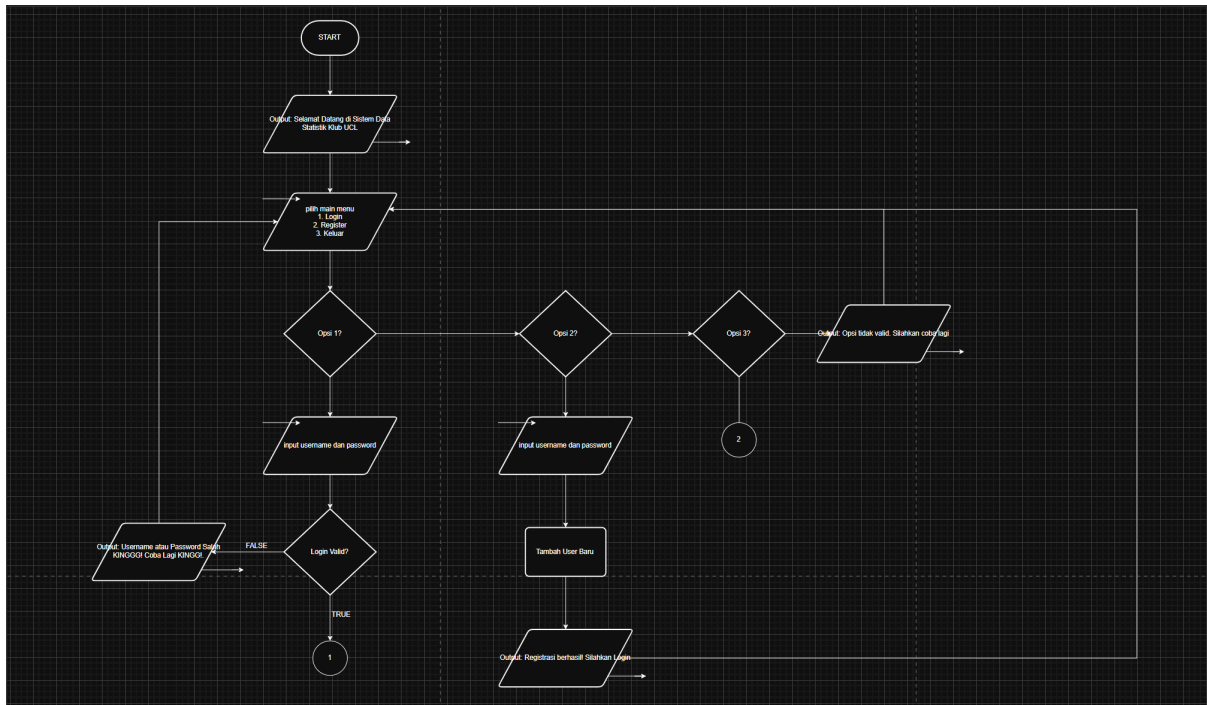 START
Output: Selamat Datang di Sistem Data
Statistik Klub UCL
pilih main menu
1. Login
2. Register
3. Keluar
Opsi 1?
Opsi 2?
Opsi 3?
Output: Opsi tidak valid. Silahkan coba lagi.
input username dan password
input username dan password
2
Output: Username atau Password Salah
KINGGG! Coba Lagi KINGG!.
FALSE
Login Valid?
Tambah User Baru
TRUE
1
Output: Registrasi berhasil! Silahkan Login